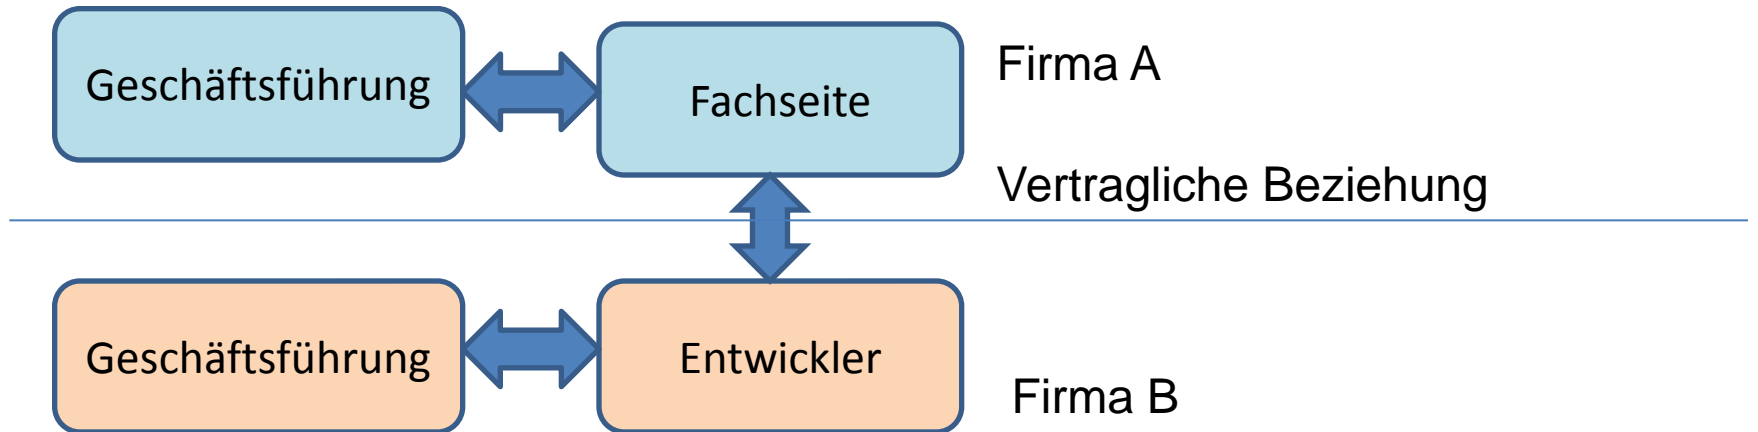 Geschäftsführung
Fachseite
Firma A
Vertragliche Beziehung
Geschäftsführung
Entwickler
Firma B